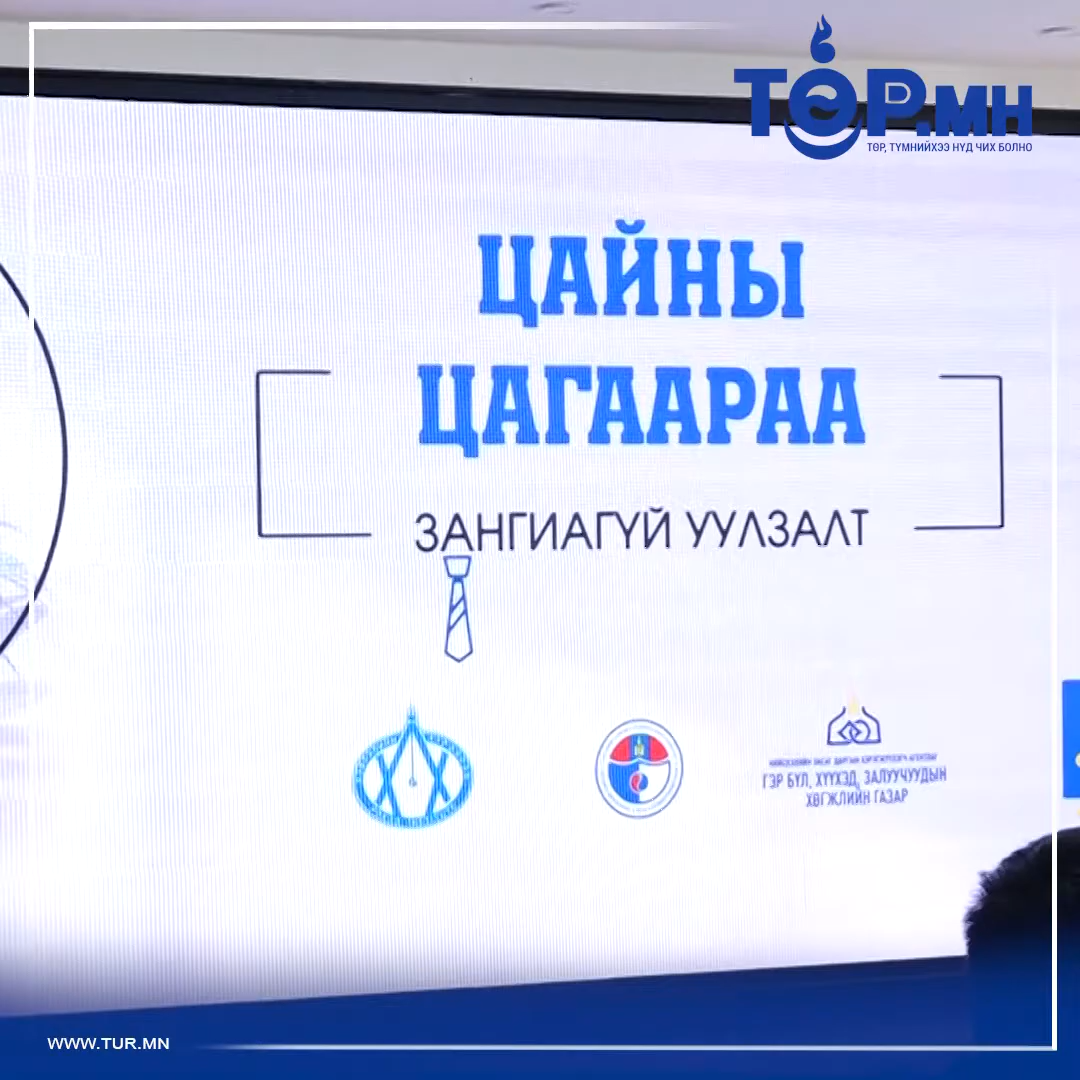 ТӨР.МН
ТӨР, ТҮМНИЙХЭЭ НҮД ЧИХ БОЛНО
ЦАЙНЫ
ЦАГААРАА
ЗАНГИАГҮЙ УУЛЗАЛТ
ГЭР БҮЛ, ХҮҮХЭД, ЗАЛУУЧУУДЫН
ХӨГЖЛИЙН ГАЗАР
WWW.TUR.MN